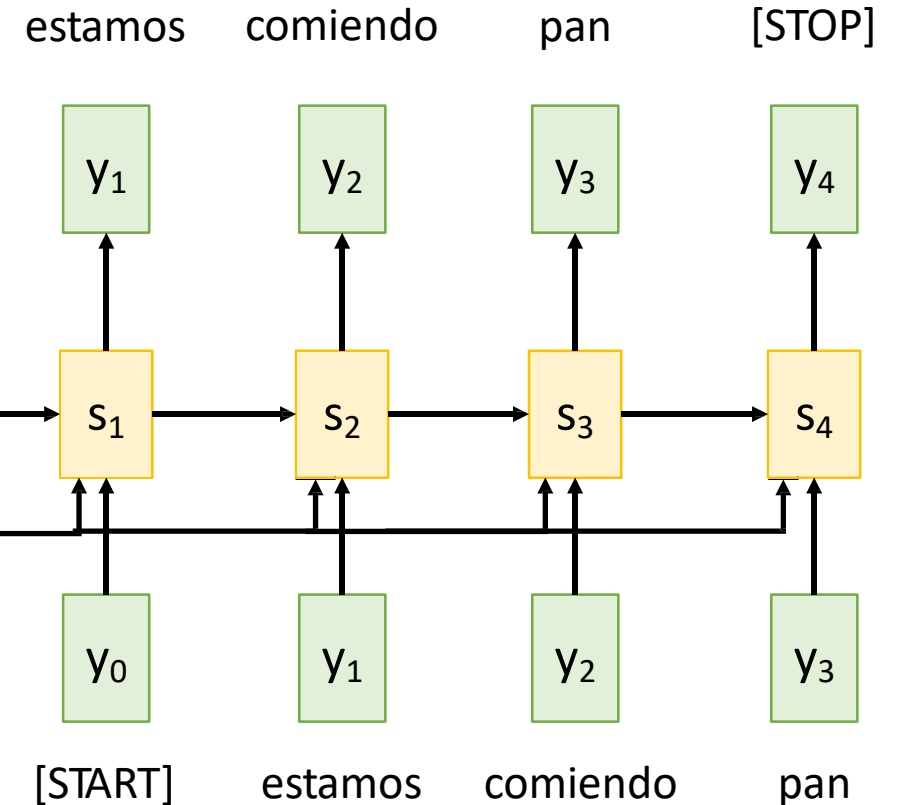 estamos comiendo pan [STOP]
y₁ y₂ y₃ y₄
s₁ s₂ s₃ s₄
y₀ y₁ y₂ y₃
[START] estamos comiendo pan